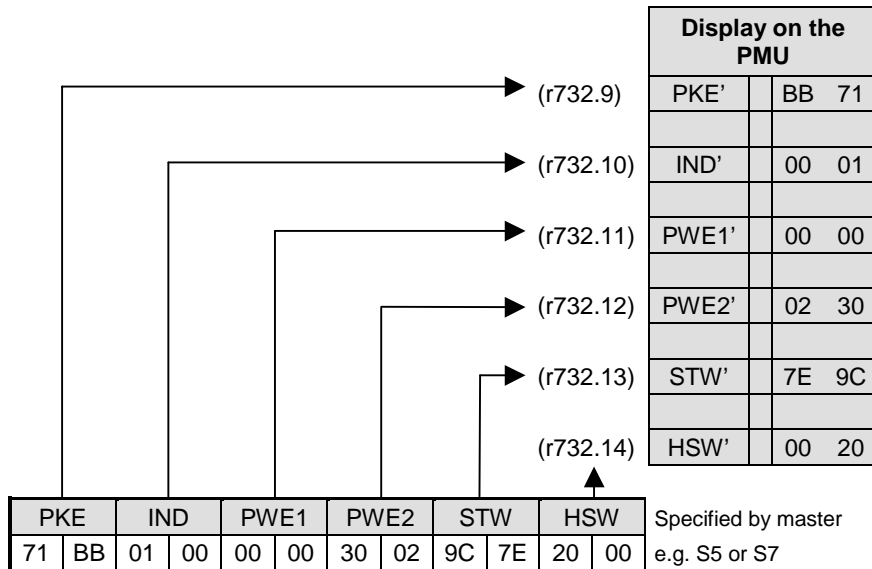 Display on the
PMU
(r732.9) PKE’ BB 71
(r732.10) IND’ 00 01
(r732.11) PWE1’ 00 00
(r732.12) PWE2’ 02 30
(r732.13) STW’ 7E 9C
(r732.14) HSW’ 00 20
PKE IND PWE1 PWE2 STW HSW Specified by master
71 BB 01 00 00 00 30 02 9C 7E 20 00 e.g. S5 or S7